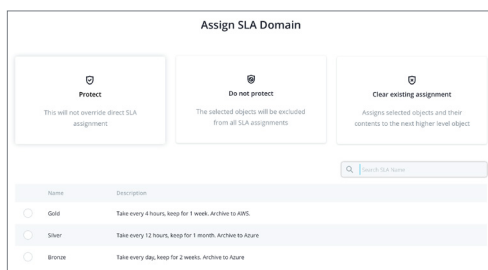 Assign SLA Domain
Protect
This will not override direct SLA
assignment
Do not protect
The selected objects will be excluded
from all SLA assignments
Clear existing assignment
Assigns selected objects and their
contents to the next higher level object
Search SLA Name
Name Description
Gold Take every 4 hours, keep for 1 week. Archive to AWS.
Silver Take every 12 hours, keep for 1 month. Archive to Azure
Bronze Take every day, keep for 2 weeks. Archive to Azure